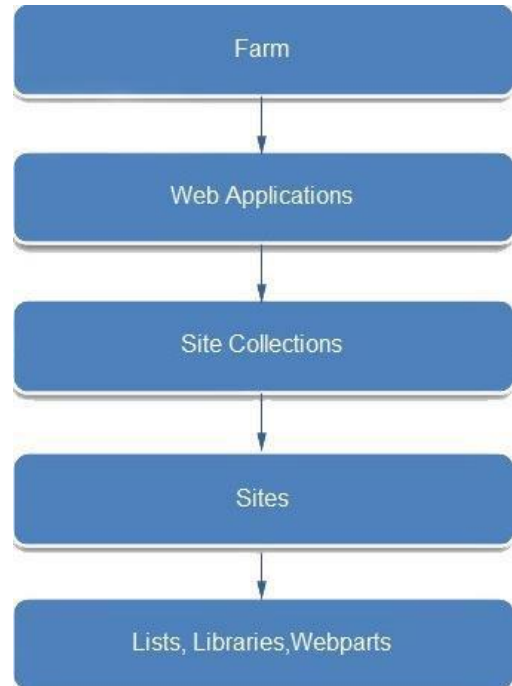 Farm
Web Applications
Site Collections
Sites
Lists, Libraries,Webparts